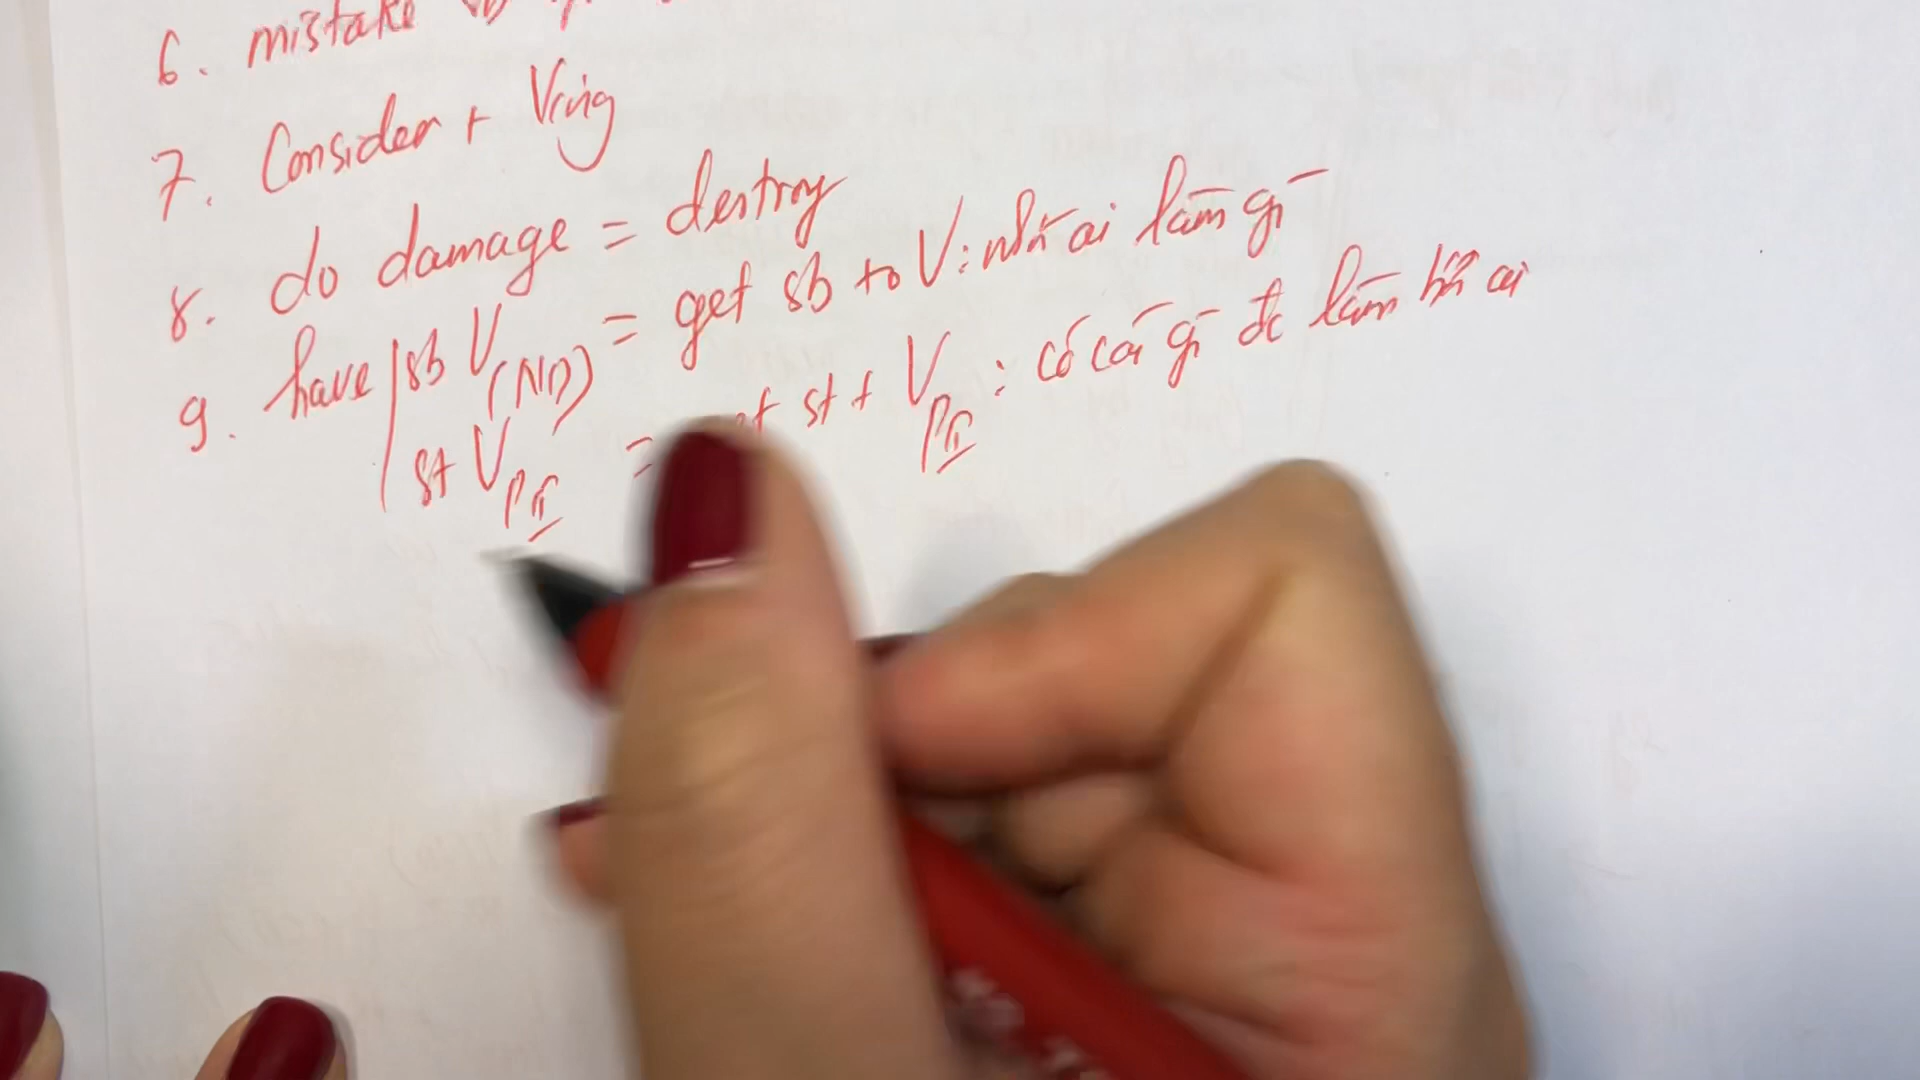 6. mistake
7. Consider + Ving
8. do damage = destroy
9. have sb V (ND) = get sb to V: nhờ ai làm gì
st VpII = st + VpII: có cái gì đc làm bởi ai